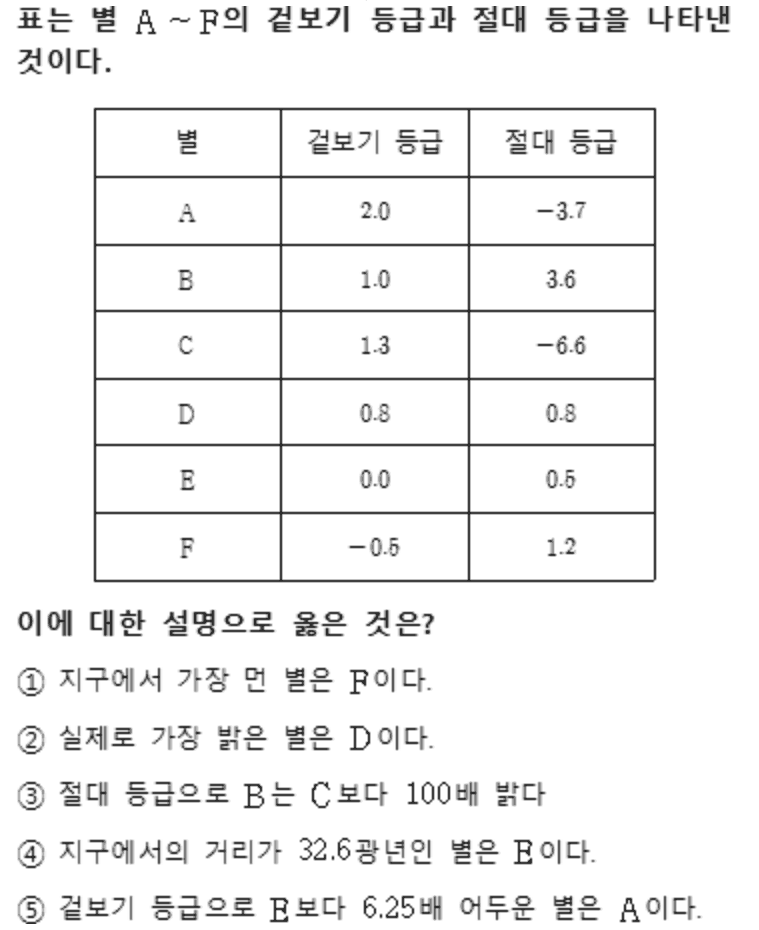 표는 별 A ~ F의 겉보기 등급과 절대 등급을 나타낸
것이다.
별 겉보기 등급 절대 등급
A 2.0 -3.7
B 1.0 3.6
C 1.3 -6.6
D 0.8 0.8
E 0.0 0.5
F -0.5 1.2
이에 대한 설명으로 옳은 것은?
① 지구에서 가장 먼 별은 F이다.
② 실제로 가장 밝은 별은 D이다.
③ 절대 등급으로 B는 C보다 100배 밝다
④ 지구에서의 거리가 32.6광년인 별은 E이다.
⑤ 겉보기 등급으로 E보다 6.25배 어두운 별은 A이다.